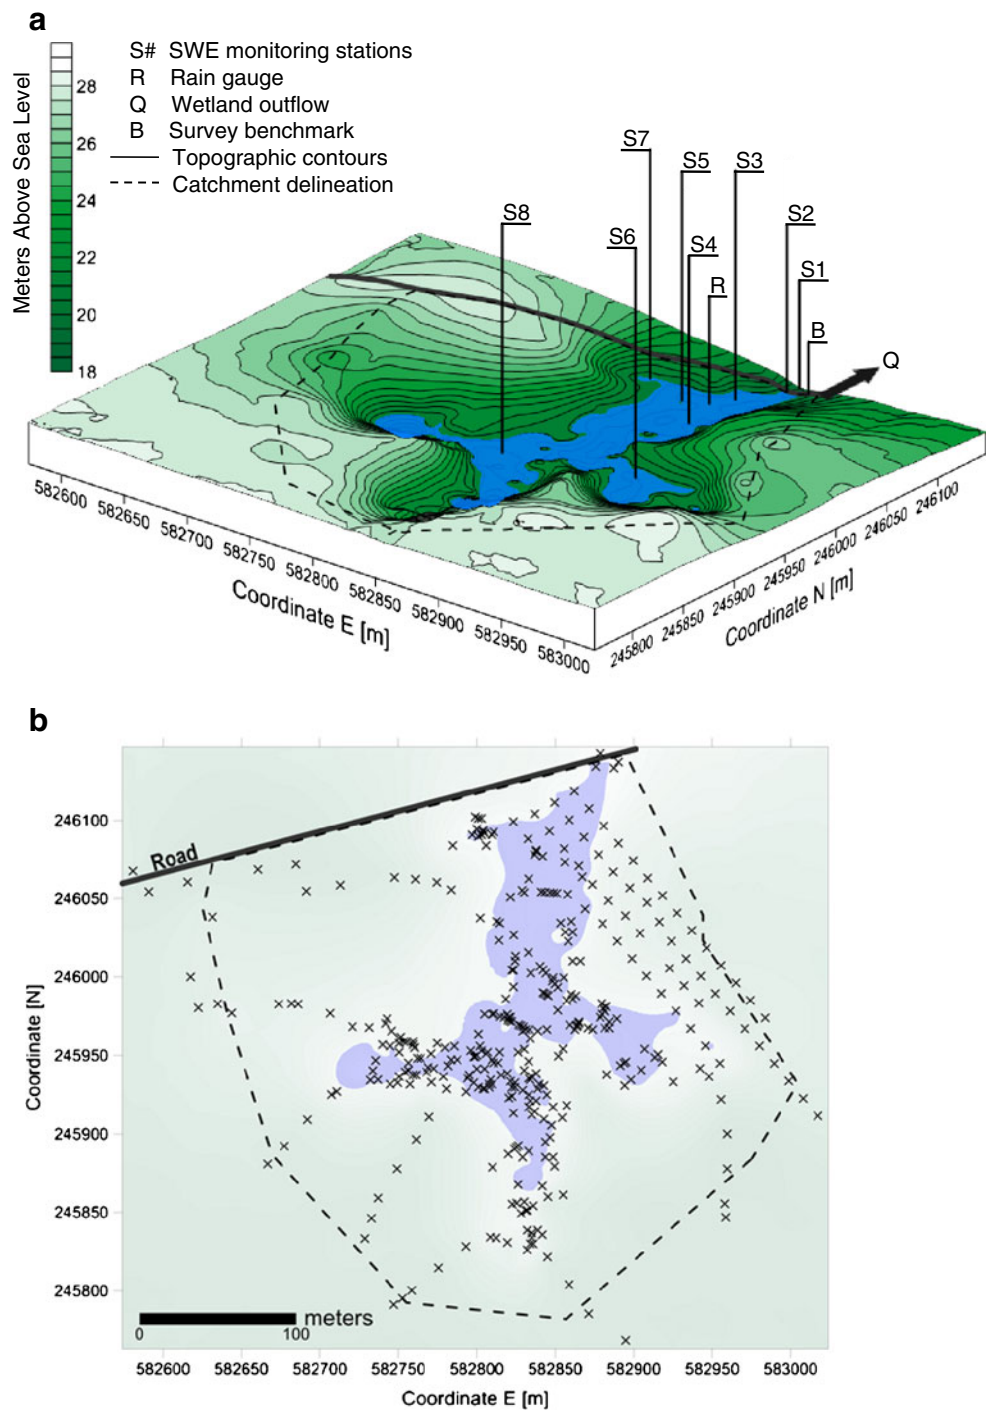 a
S# SWE monitoring stations
R Rain gauge
Q Wetland outflow
B Survey benchmark
Topographic contours
Catchment delineation
Meters Above Sea Level
28
26
24
22
20
18
S7
S5
S3
S8
S6
S4
S2
R
S1
B
Q
582600
582650
582700
582750
582800
582850
582900
582950
583000
Coordinate E [m]
245800
245850
245900
245950
246000
246050
246100
Coordinate N [m]
b
Road
246100
246050
246000
245950
245900
245850
245800
Coordinate [N]
meters
0 100
582600 582650 582700 582750 582800 582850 582900 582950 583000
Coordinate E [m]